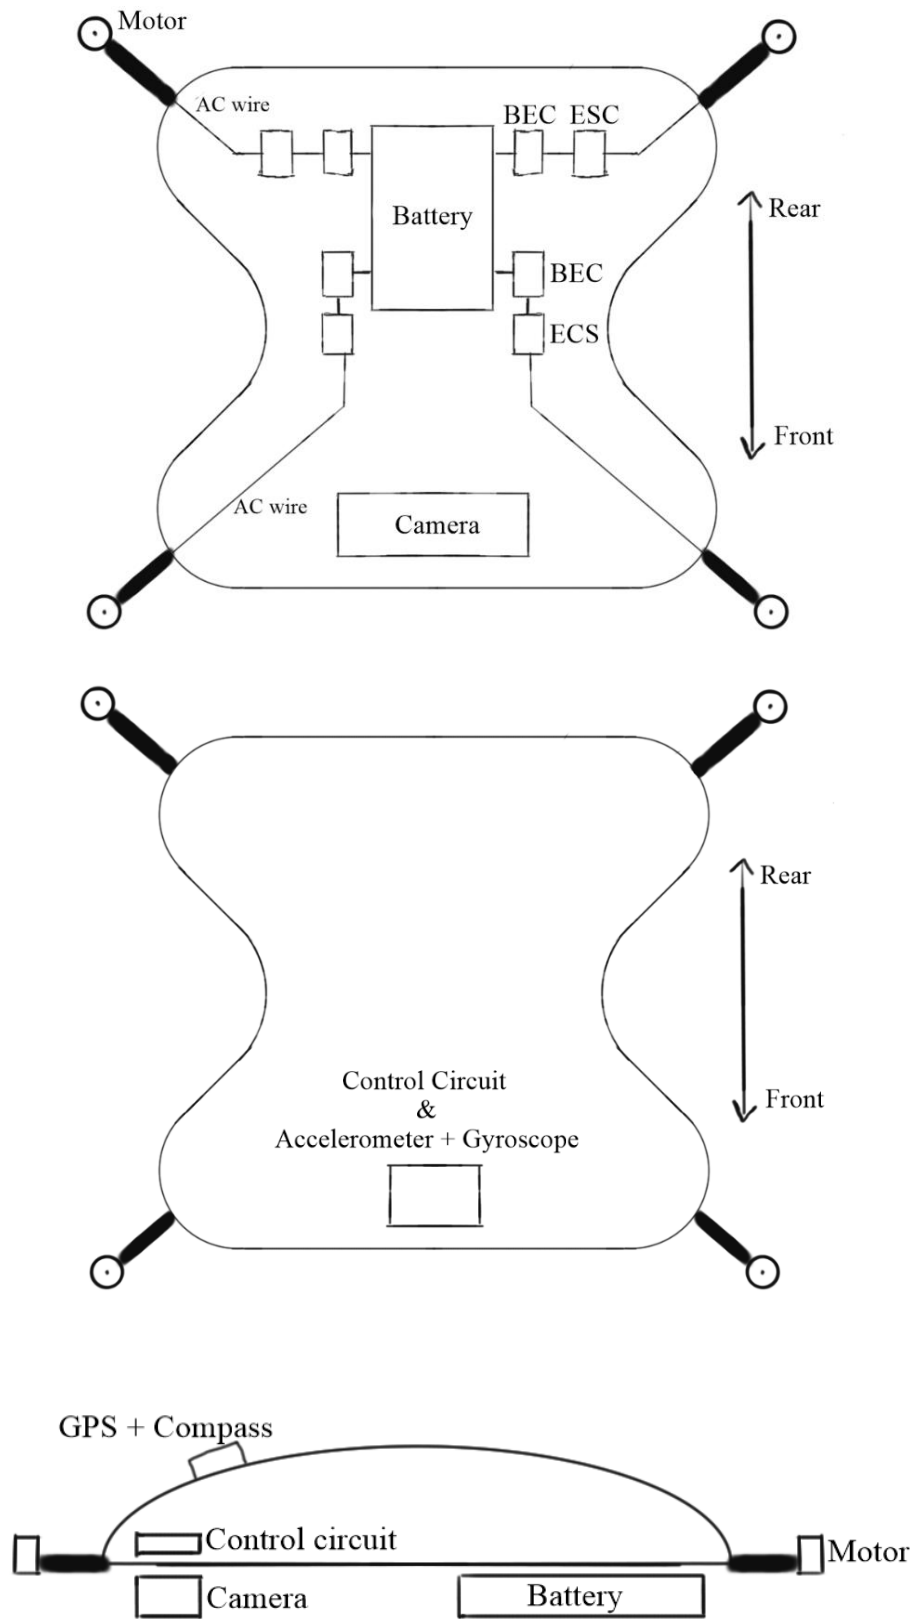 Motor
AC wire
BEC ESC
Battery
Rear
BEC
ECS
Front
AC wire
Camera
Rear
Control Circuit
&
Accelerometer + Gyroscope
Front
GPS + Compass
Control circuit
Motor
Camera
Battery